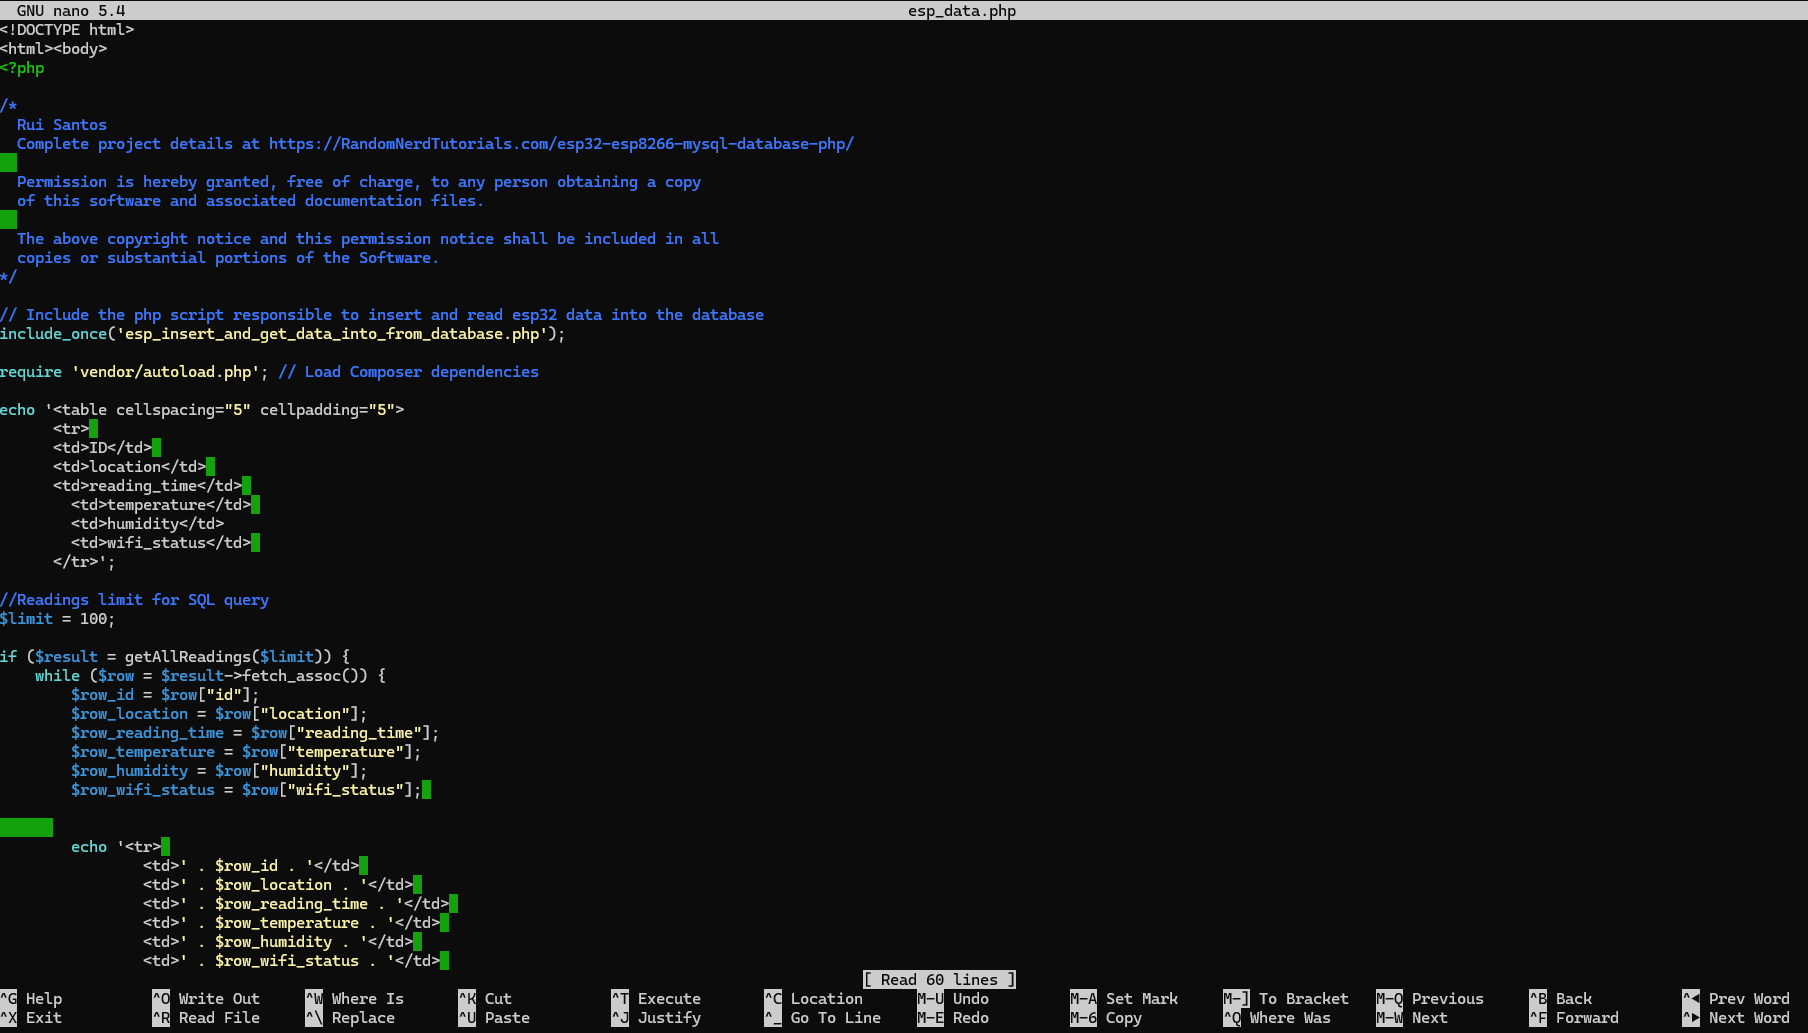 GNU nano 5.4 esp_data.php
<!DOCTYPE html>
<html><body>
<?php
/*
  Rui Santos
  Complete project details at https://RandomNerdTutorials.com/esp32-esp8266-mysql-database-php/
  Permission is hereby granted, free of charge, to any person obtaining a copy
  of this software and associated documentation files.
  The above copyright notice and this permission notice shall be included in all
  copies or substantial portions of the Software.
*/
// Include the php script responsible to insert and read esp32 data into the database
include_once('esp_insert_and_get_data_into_from_database.php');
require 'vendor/autoload.php'; // Load Composer dependencies
echo '<table cellspacing="5" cellpadding="5">
      <tr>
      <td>ID</td>
      <td>location</td>
      <td>reading_time</td>
        <td>temperature</td>
        <td>humidity</td>
        <td>wifi_status</td>
      </tr>';
//Readings limit for SQL query
$limit = 100;
if ($result = getAllReadings($limit)) {
    while ($row = $result->fetch_assoc()) {
        $row_id = $row["id"];
        $row_location = $row["location"];
        $row_reading_time = $row["reading_time"];
        $row_temperature = $row["temperature"];
        $row_humidity = $row["humidity"];
        $row_wifi_status = $row["wifi_status"];
        echo '<tr>
                <td>' . $row_id . '</td>
                <td>' . $row_location . '</td>
                <td>' . $row_reading_time . '</td>
                <td>' . $row_temperature . '</td>
                <td>' . $row_humidity . '</td>
                <td>' . $row_wifi_status . '</td>
[ Read 60 lines ]
^G Help ^O Write Out ^W Where Is ^K Cut ^T Execute ^C Location M-U Undo M-A Set Mark M-] To Bracket M-Q Previous ^B Back ^◂ Prev Word
^X Exit ^R Read File ^\ Replace ^U Paste ^J Justify ^_ Go To Line M-E Redo M-6 Copy ^Q Where Was M-W Next ^F Forward ^▸ Next Word